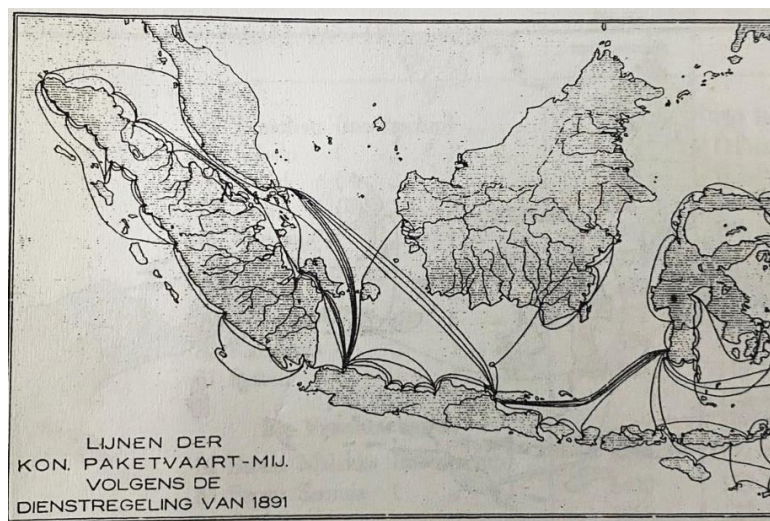 LIJNEN DER
KON. PAKETVAART-MIJ.
VOLGENS DE
DIENSTREGELING VAN 1891